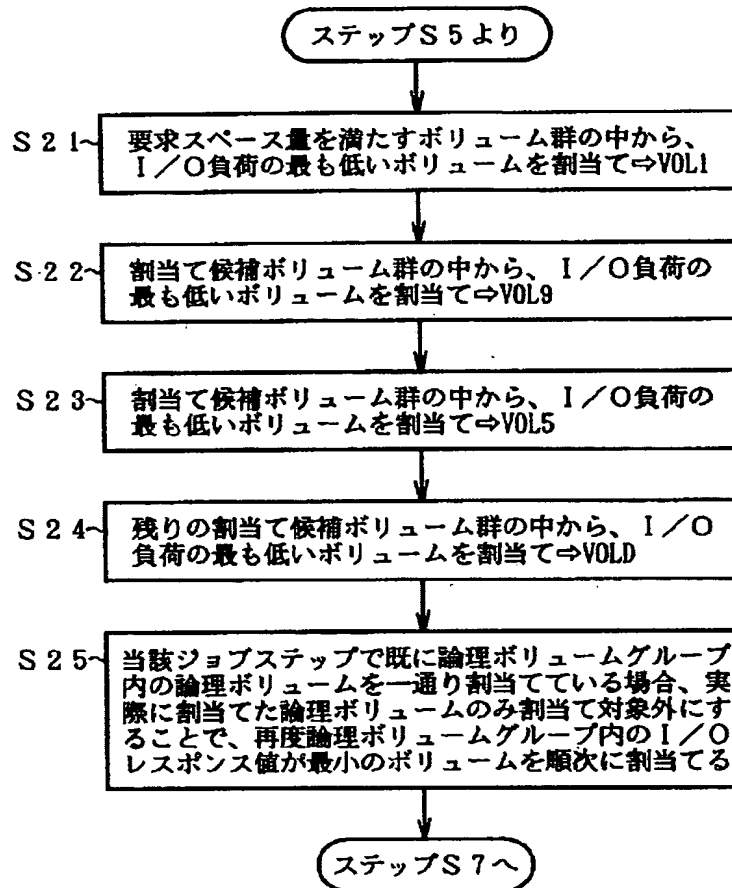 ステップS5より
S21~
要求スペース量を満たすボリューム群の中から、
I/O負荷の最も低いボリュームを割当て⇨VOL1
S22~
割当て候補ボリューム群の中から、I/O負荷の
最も低いボリュームを割当て⇨VOL9
S23~
割当て候補ボリューム群の中から、I/O負荷の
最も低いボリュームを割当て⇨VOL5
S24~
残りの割当て候補ボリューム群の中から、I/O
負荷の最も低いボリュームを割当て⇨VOLD
S25~
当該ジョブステップで既に論理ボリュームグループ
内の論理ボリュームを一通り割当てている場合、実
際に割当てた論理ボリュームのみ割当て対象外にす
ることで、再度論理ボリュームグループ内のI/O
レスポンス値が最小のボリュームを順次に割当てる
ステップS7へ